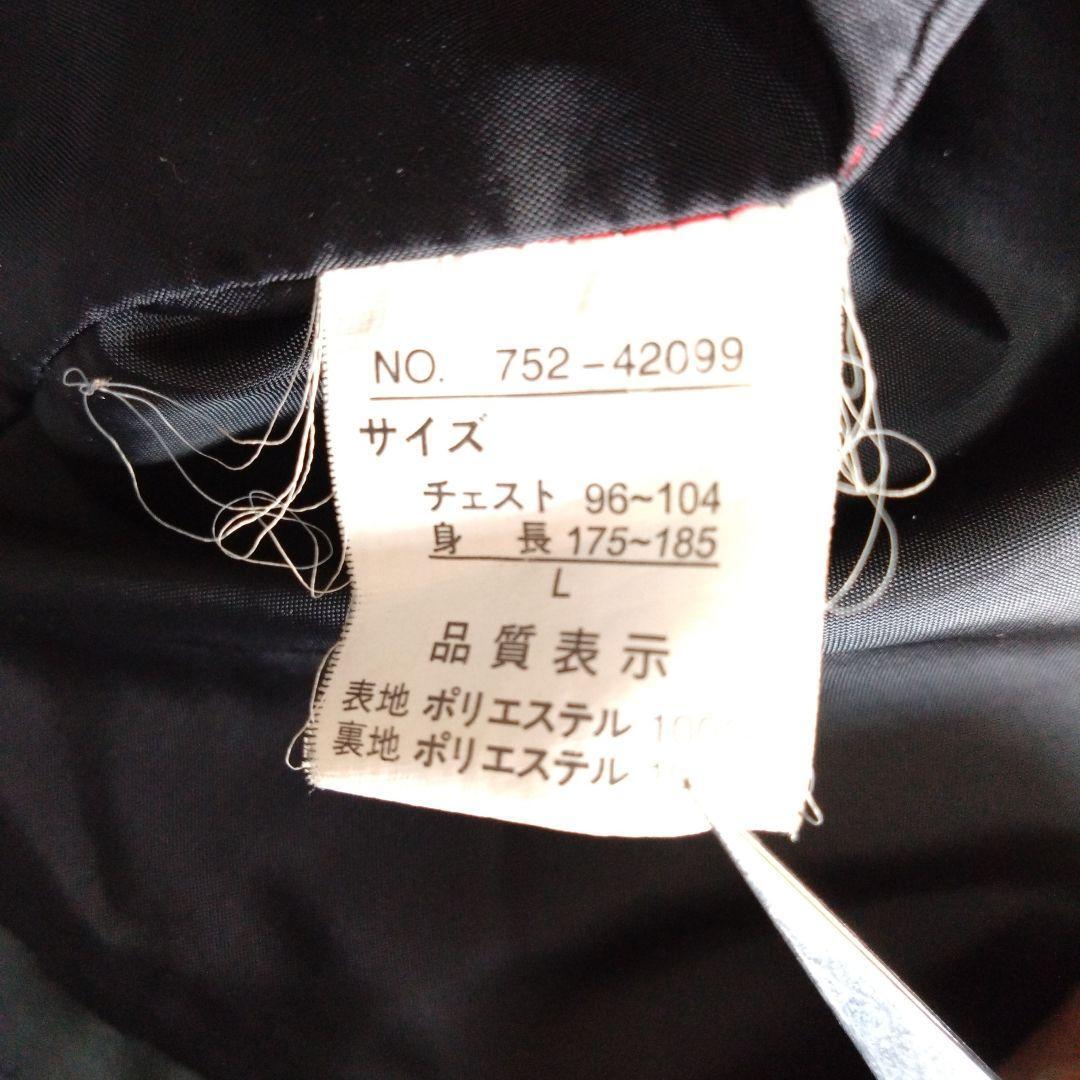 NO. 752-42099
サイズ
チェスト 96~104
身 長 175~185
L
品質表示
表地 ポリエステル
裏地 ポリエステル